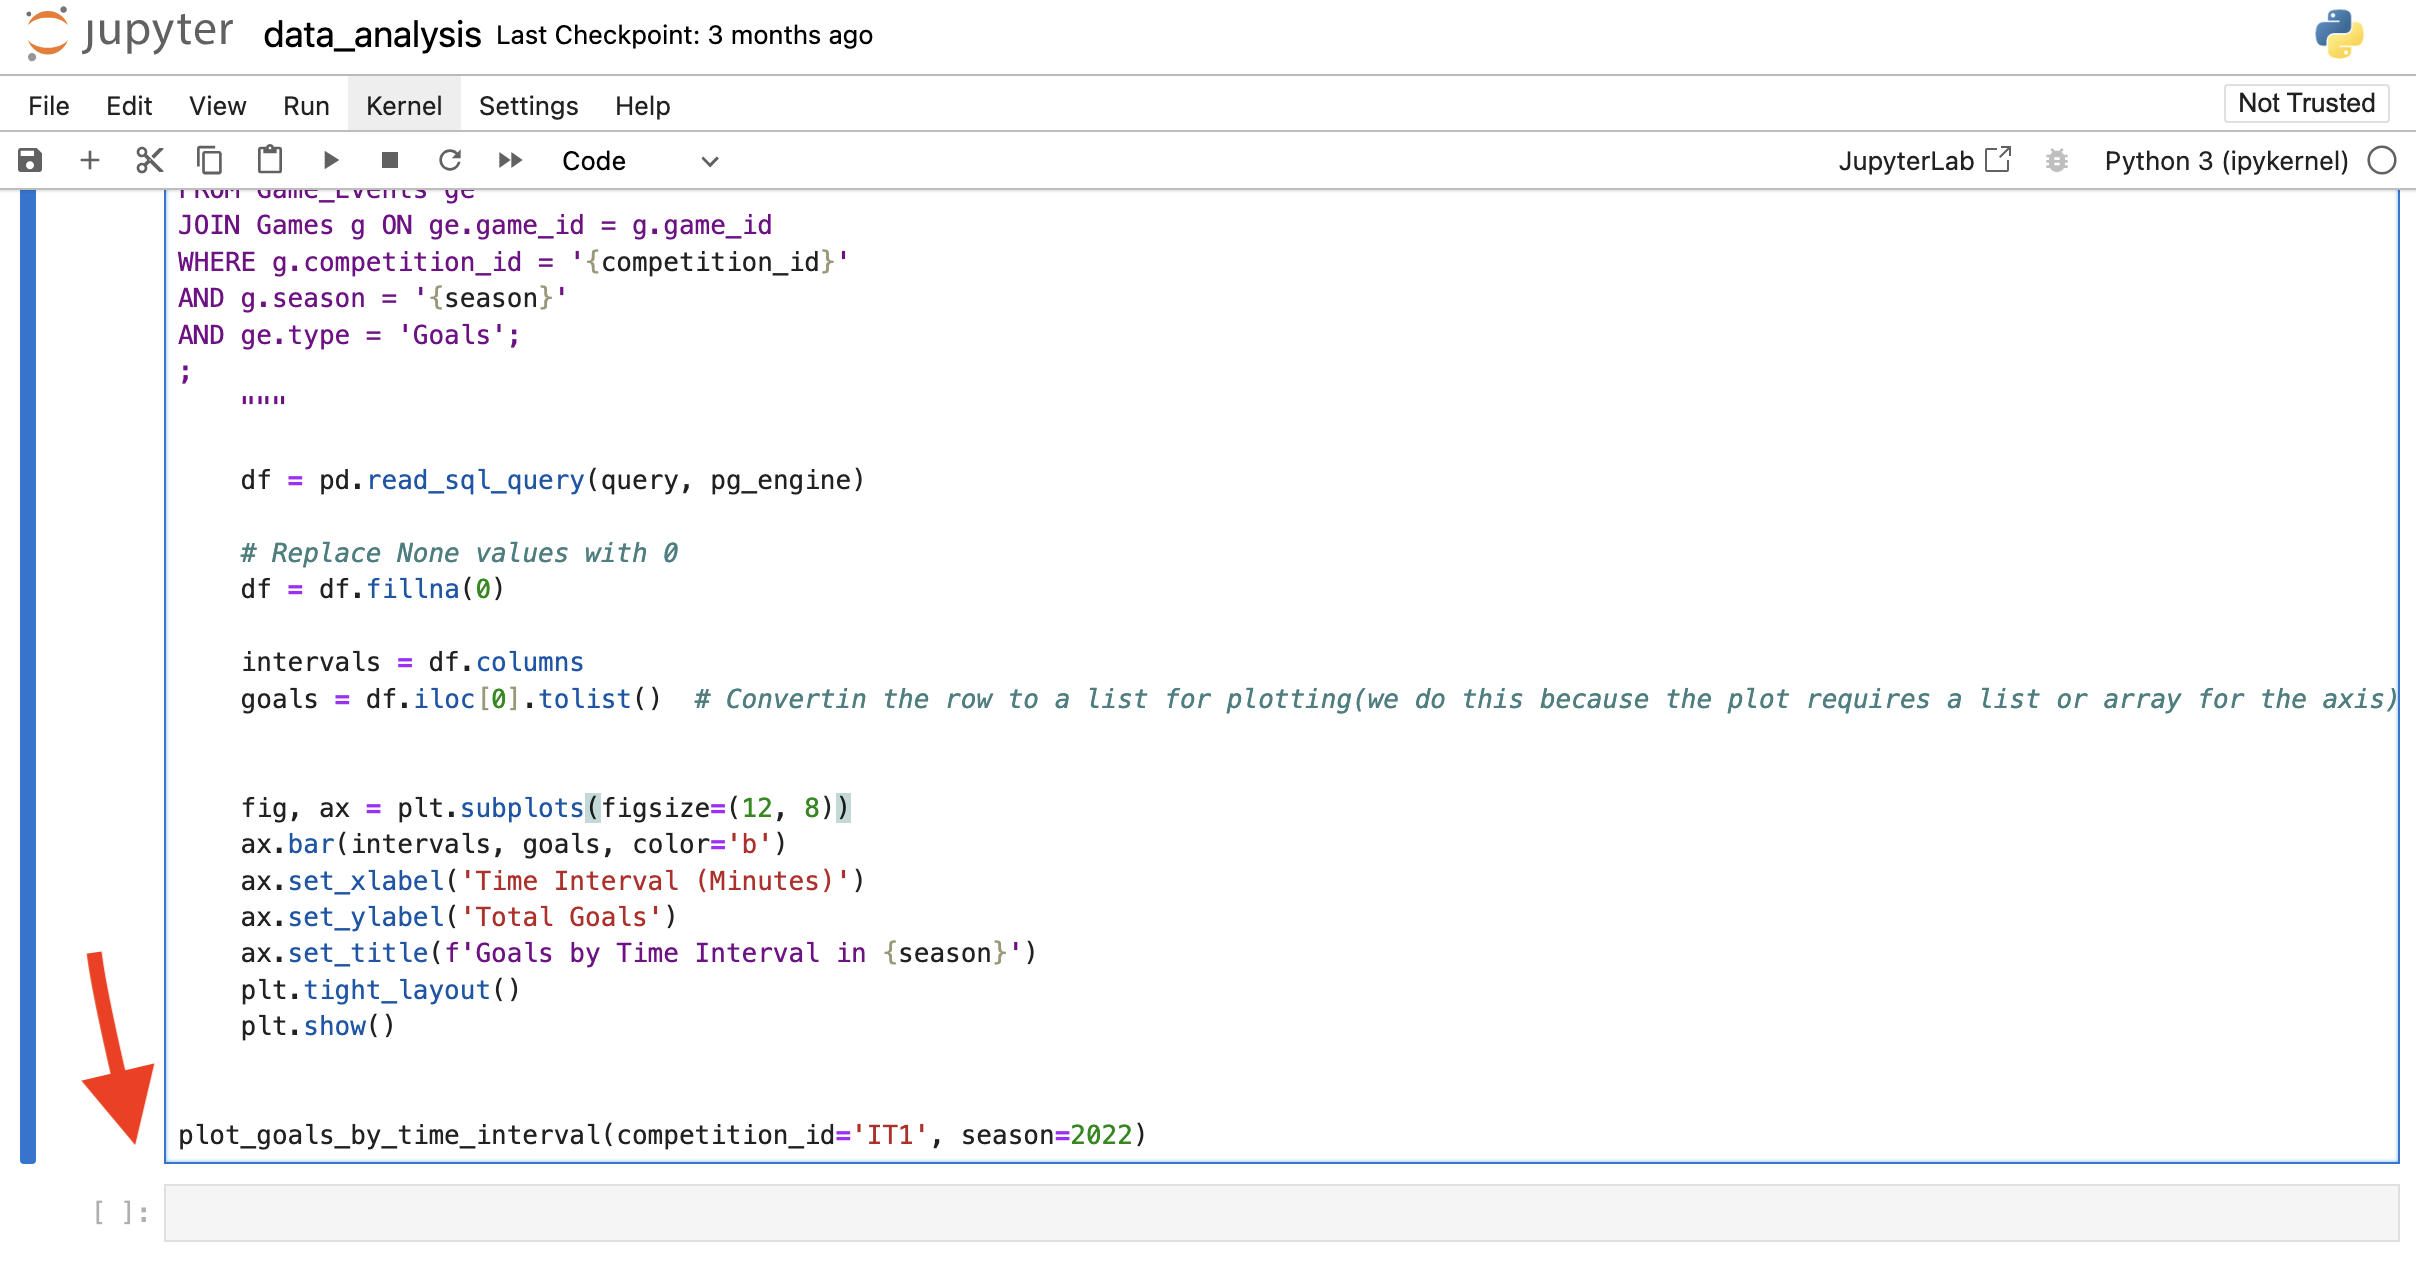 jupyter data_analysis Last Checkpoint: 3 months ago
File Edit View Run Kernel Settings Help Not Trusted
Code JupyterLab Python 3 (ipykernel)
FROM Game_Events ge
JOIN Games g ON ge.game_id = g.game_id
WHERE g.competition_id = '{competition_id}'
AND g.season = '{season}'
AND ge.type = 'Goals';
;
    """
    df = pd.read_sql_query(query, pg_engine)
    # Replace None values with 0
    df = df.fillna(0)
    intervals = df.columns
    goals = df.iloc[0].tolist()  # Convertin the row to a list for plotting(we do this because the plot requires a list or array for the axis)
    fig, ax = plt.subplots(figsize=(12, 8))
    ax.bar(intervals, goals, color='b')
    ax.set_xlabel('Time Interval (Minutes)')
    ax.set_ylabel('Total Goals')
    ax.set_title(f'Goals by Time Interval in {season}')
    plt.tight_layout()
    plt.show()
plot_goals_by_time_interval(competition_id='IT1', season=2022)
[ ]: